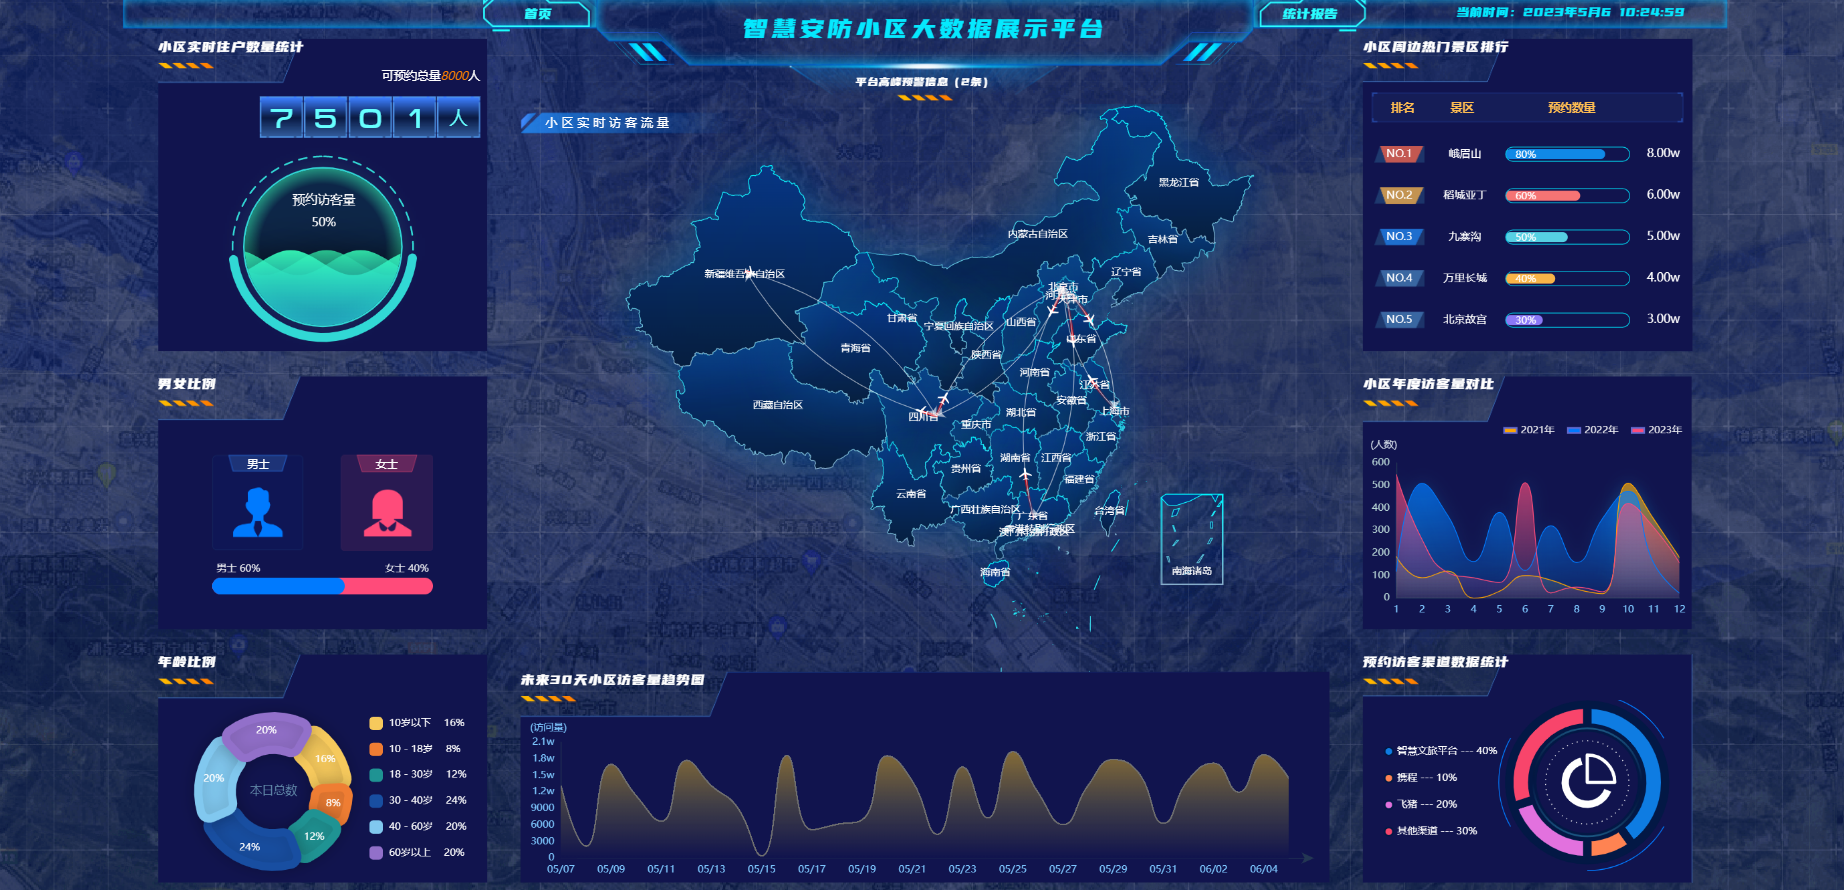 首页
智慧安防小区大数据展示平台
统计报告
当前时间：2023年5月6 10:24:59
小区实时住户数量统计
可预约总量8000人
7501人
预约访客量
50%
男女比例
男士
女士
男士 60%
女士 40%
年龄比例
20%
16%
8%
12%
24%
20%
本日总数
10岁以下 16%
10 - 18岁 8%
18 - 30岁 12%
30 - 40岁 24%
40 - 60岁 20%
60岁以上 20%
平台高峰预警信息（2条）
小区实时访客流量
黑龙江省
内蒙古自治区
吉林省
辽宁省
新疆维吾尔自治区
北京市
天津市
甘肃省
宁夏回族自治区
山西省
山东省
青海省
陕西省
河南省
江苏省
西藏自治区
安徽省
四川省
湖北省
上海市
重庆市
浙江省
湖南省
江西省
贵州省
福建省
云南省
广西壮族自治区
广东省
台湾省
香港特别行政区
澳门特别行政区
海南省
南海诸岛
未来30天小区访客量趋势图
(访问量)
2.1w
1.8w
1.5w
1.2w
9000
6000
3000
0
05/07 05/09 05/11 05/13 05/15 05/17 05/19 05/21 05/23 05/25 05/27 05/29 05/31 06/02 06/04
小区周边热门景区排行
排名 景区 预约数量
NO.1 峨眉山 80% 8.00w
NO.2 稻城亚丁 60% 6.00w
NO.3 九寨沟 50% 5.00w
NO.4 万里长城 40% 4.00w
NO.5 北京故宫 30% 3.00w
小区年度访客量对比
2021年 2022年 2023年
(人数)
600
500
400
300
200
100
0
1 2 3 4 5 6 7 8 9 10 11 12
预约访客渠道数据统计
智慧文旅平台 --- 40%
携程 --- 10%
飞猪 --- 20%
其他渠道 --- 30%